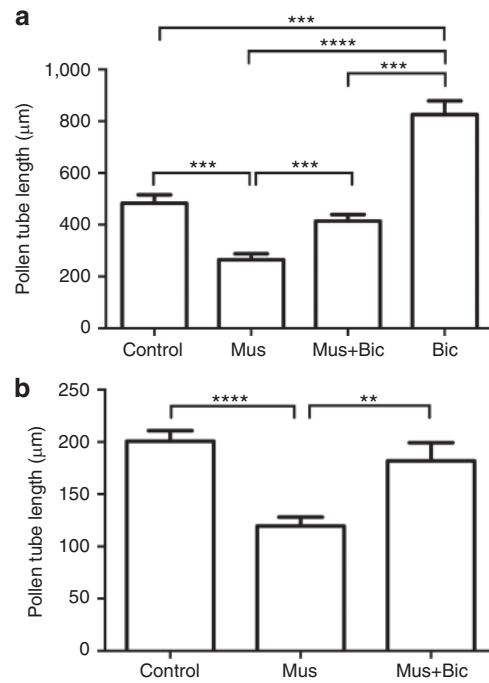 a
***
****
***
*** ***
1,000
800
600
400
200
0
Pollen tube length (μm)
Control Mus Mus+Bic Bic
b
**** **
250
200
150
100
50
0
Pollen tube length (μm)
Control Mus Mus+Bic